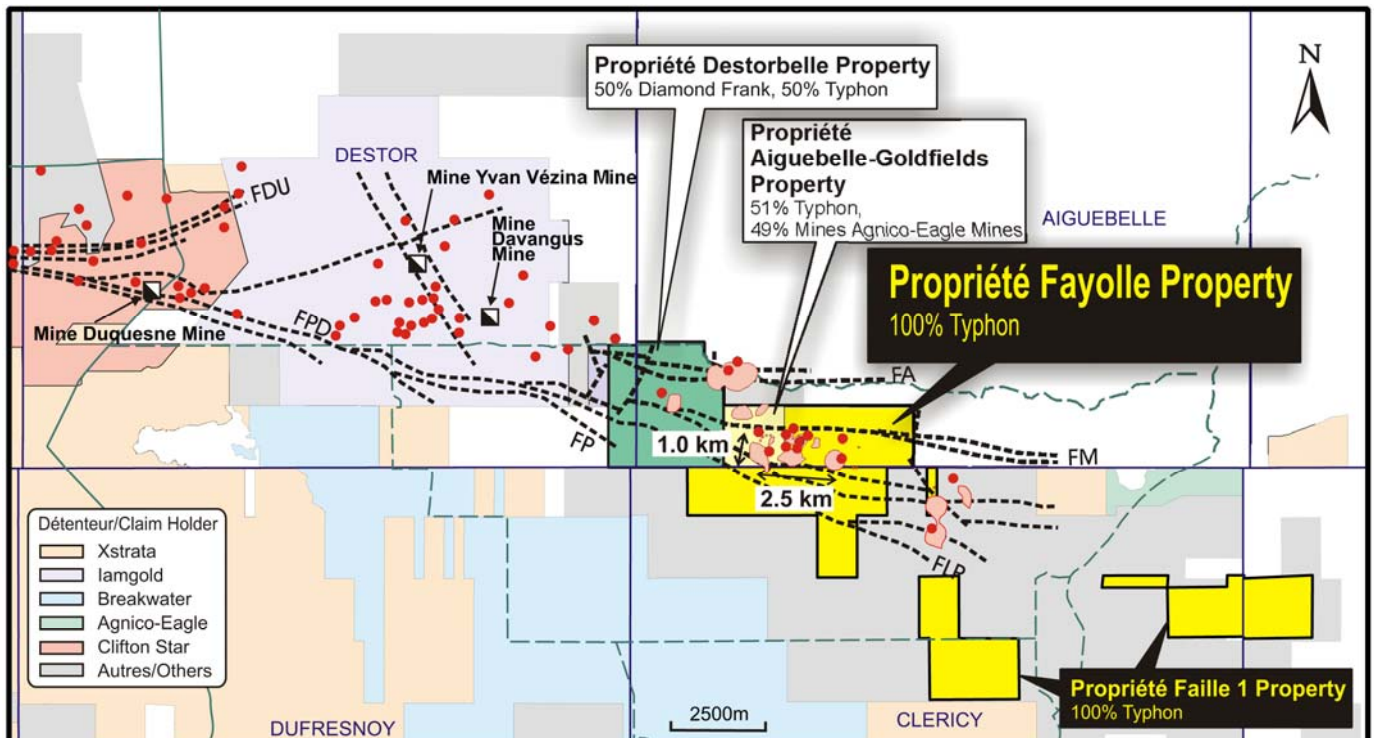 Propriété Destorbelle Property
50% Diamond Frank, 50% Typhon
N
Propriété
Aiguebelle-Goldfields
Property
51% Typhon,
49% Mines Agnico-Eagle Mines
DESTOR
Mine Yvan Vézina Mine
FDU
Mine
Davangus
Mine
AIGUEBELLE
Propriété Fayolle Property
100% Typhon
Mine Duquesne Mine
FPD
FA
FP
1.0 km
FM
2.5 km
FLR
Détenteur/Claim Holder
Xstrata
Iamgold
Breakwater
Agnico-Eagle
Clifton Star
Autres/Others
Propriété Faille 1 Property
100% Typhon
2500m
DUFRESNOY
CLERICY